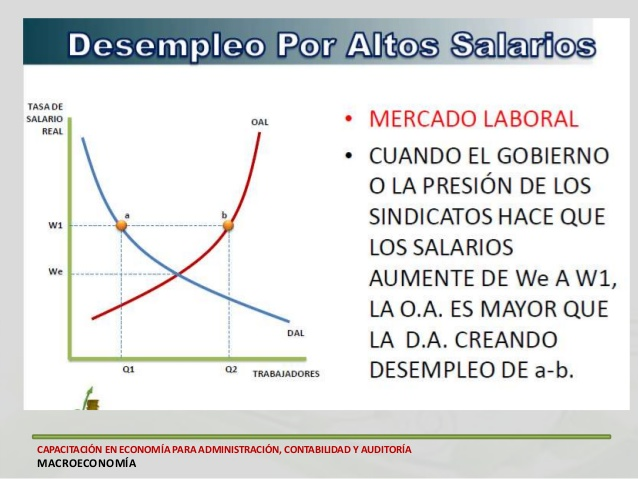 Desempleo Por Altos Salarios
TASA DE
SALARIO
REAL
OAL
a
b
W1
We
DAL
Q1
Q2
TRABAJADORES
• MERCADO LABORAL
• CUANDO EL GOBIERNO
O LA PRESIÓN DE LOS
SINDICATOS HACE QUE
LOS SALARIOS
AUMENTE DE We A W1,
LA O.A. ES MAYOR QUE
LA D.A. CREANDO
DESEMPLEO DE a-b.
CAPACITACIÓN EN ECONOMÍA PARA ADMINISTRACIÓN, CONTABILIDAD Y AUDITORÍA
MACROECONOMÍA